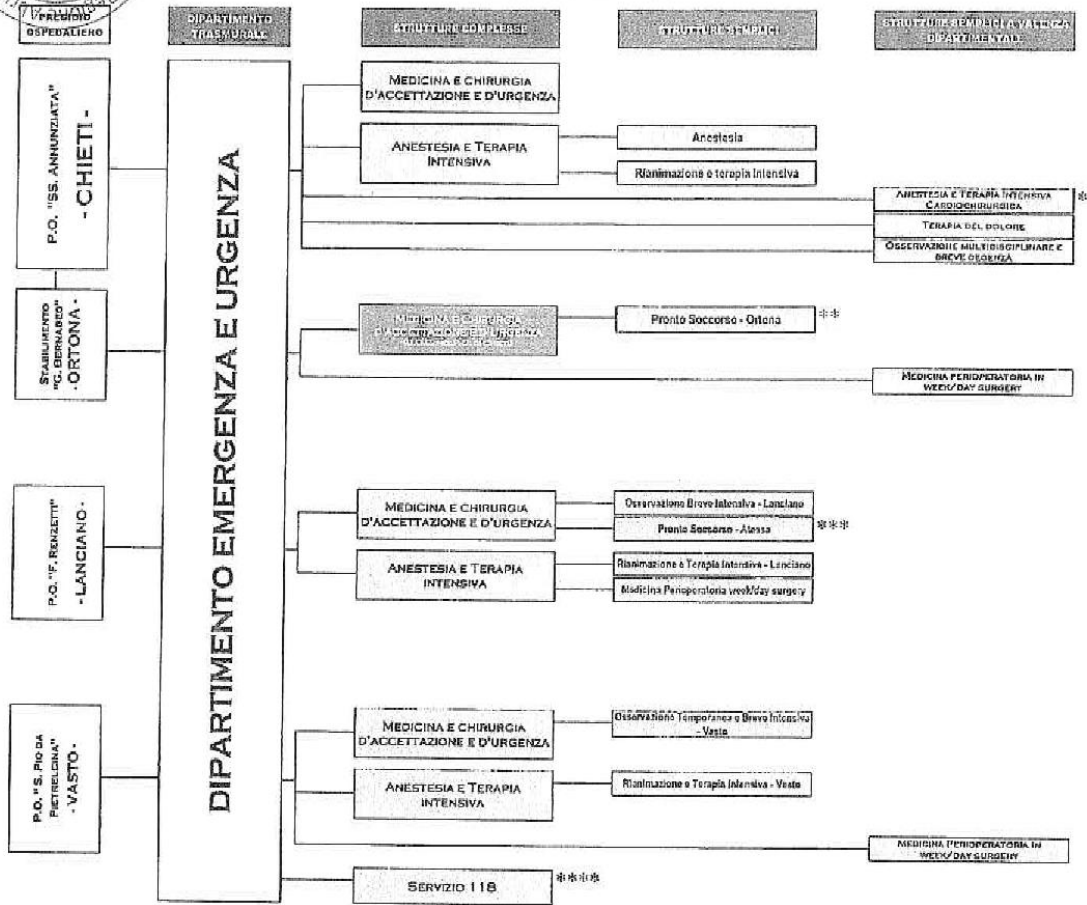 PRESIDIO
OSPEDALIERO
DIPARTIMENTO
TRASMURALE
STRUTTURE COMPLESSE
STRUTTURE SEMPLICI
STRUTTURE SEMPLICI A VALENZA
DIPARTIMENTALE
P.O. "SS. ANNUNZIATA"
- CHIETI -
STABILIMENTO
"G. BERNABEO"
- ORTONA -
P.O. "F. RENZETTI"
- LANCIANO -
P.O. "S. PIO DA
PIETRELCINA"
- VASTO -
DIPARTIMENTO EMERGENZA E URGENZA
MEDICINA E CHIRURGIA
D'ACCETTAZIONE E D'URGENZA
ANESTESIA E TERAPIA
INTENSIVA
Anestesia
Rianimazione e terapia Intensiva
ANESTESIA E TERAPIA INTENSIVA
CARDIOCHIRURGICA
*
TERAPIA DEL DOLORE
OSSERVAZIONE MULTIDISCIPLINARE E
BREVE DEGENZA
MEDICINA E CHIRURGIA
D'ACCETTAZIONE ED URGENZA
Pronto Soccorso - Ortona
**
MEDICINA PERIOPERATORIA IN
WEEK/DAY SURGERY
MEDICINA E CHIRURGIA
D'ACCETTAZIONE E D'URGENZA
Osservazione Breve Intensiva - Lanciano
Pronto Soccorso - Atessa
***
ANESTESIA E TERAPIA
INTENSIVA
Rianimazione e Terapia Intensiva - Lanciano
Medicina Perioperatoria week/day surgery
MEDICINA E CHIRURGIA
D'ACCETTAZIONE E D'URGENZA
Osservazione Temporanea e Breve Intensiva
- Vasto
ANESTESIA E TERAPIA
INTENSIVA
Rianimazione e Terapia Intensiva - Vasto
MEDICINA PERIOPERATORIA IN
WEEK/DAY SURGERY
SERVIZIO 118
****